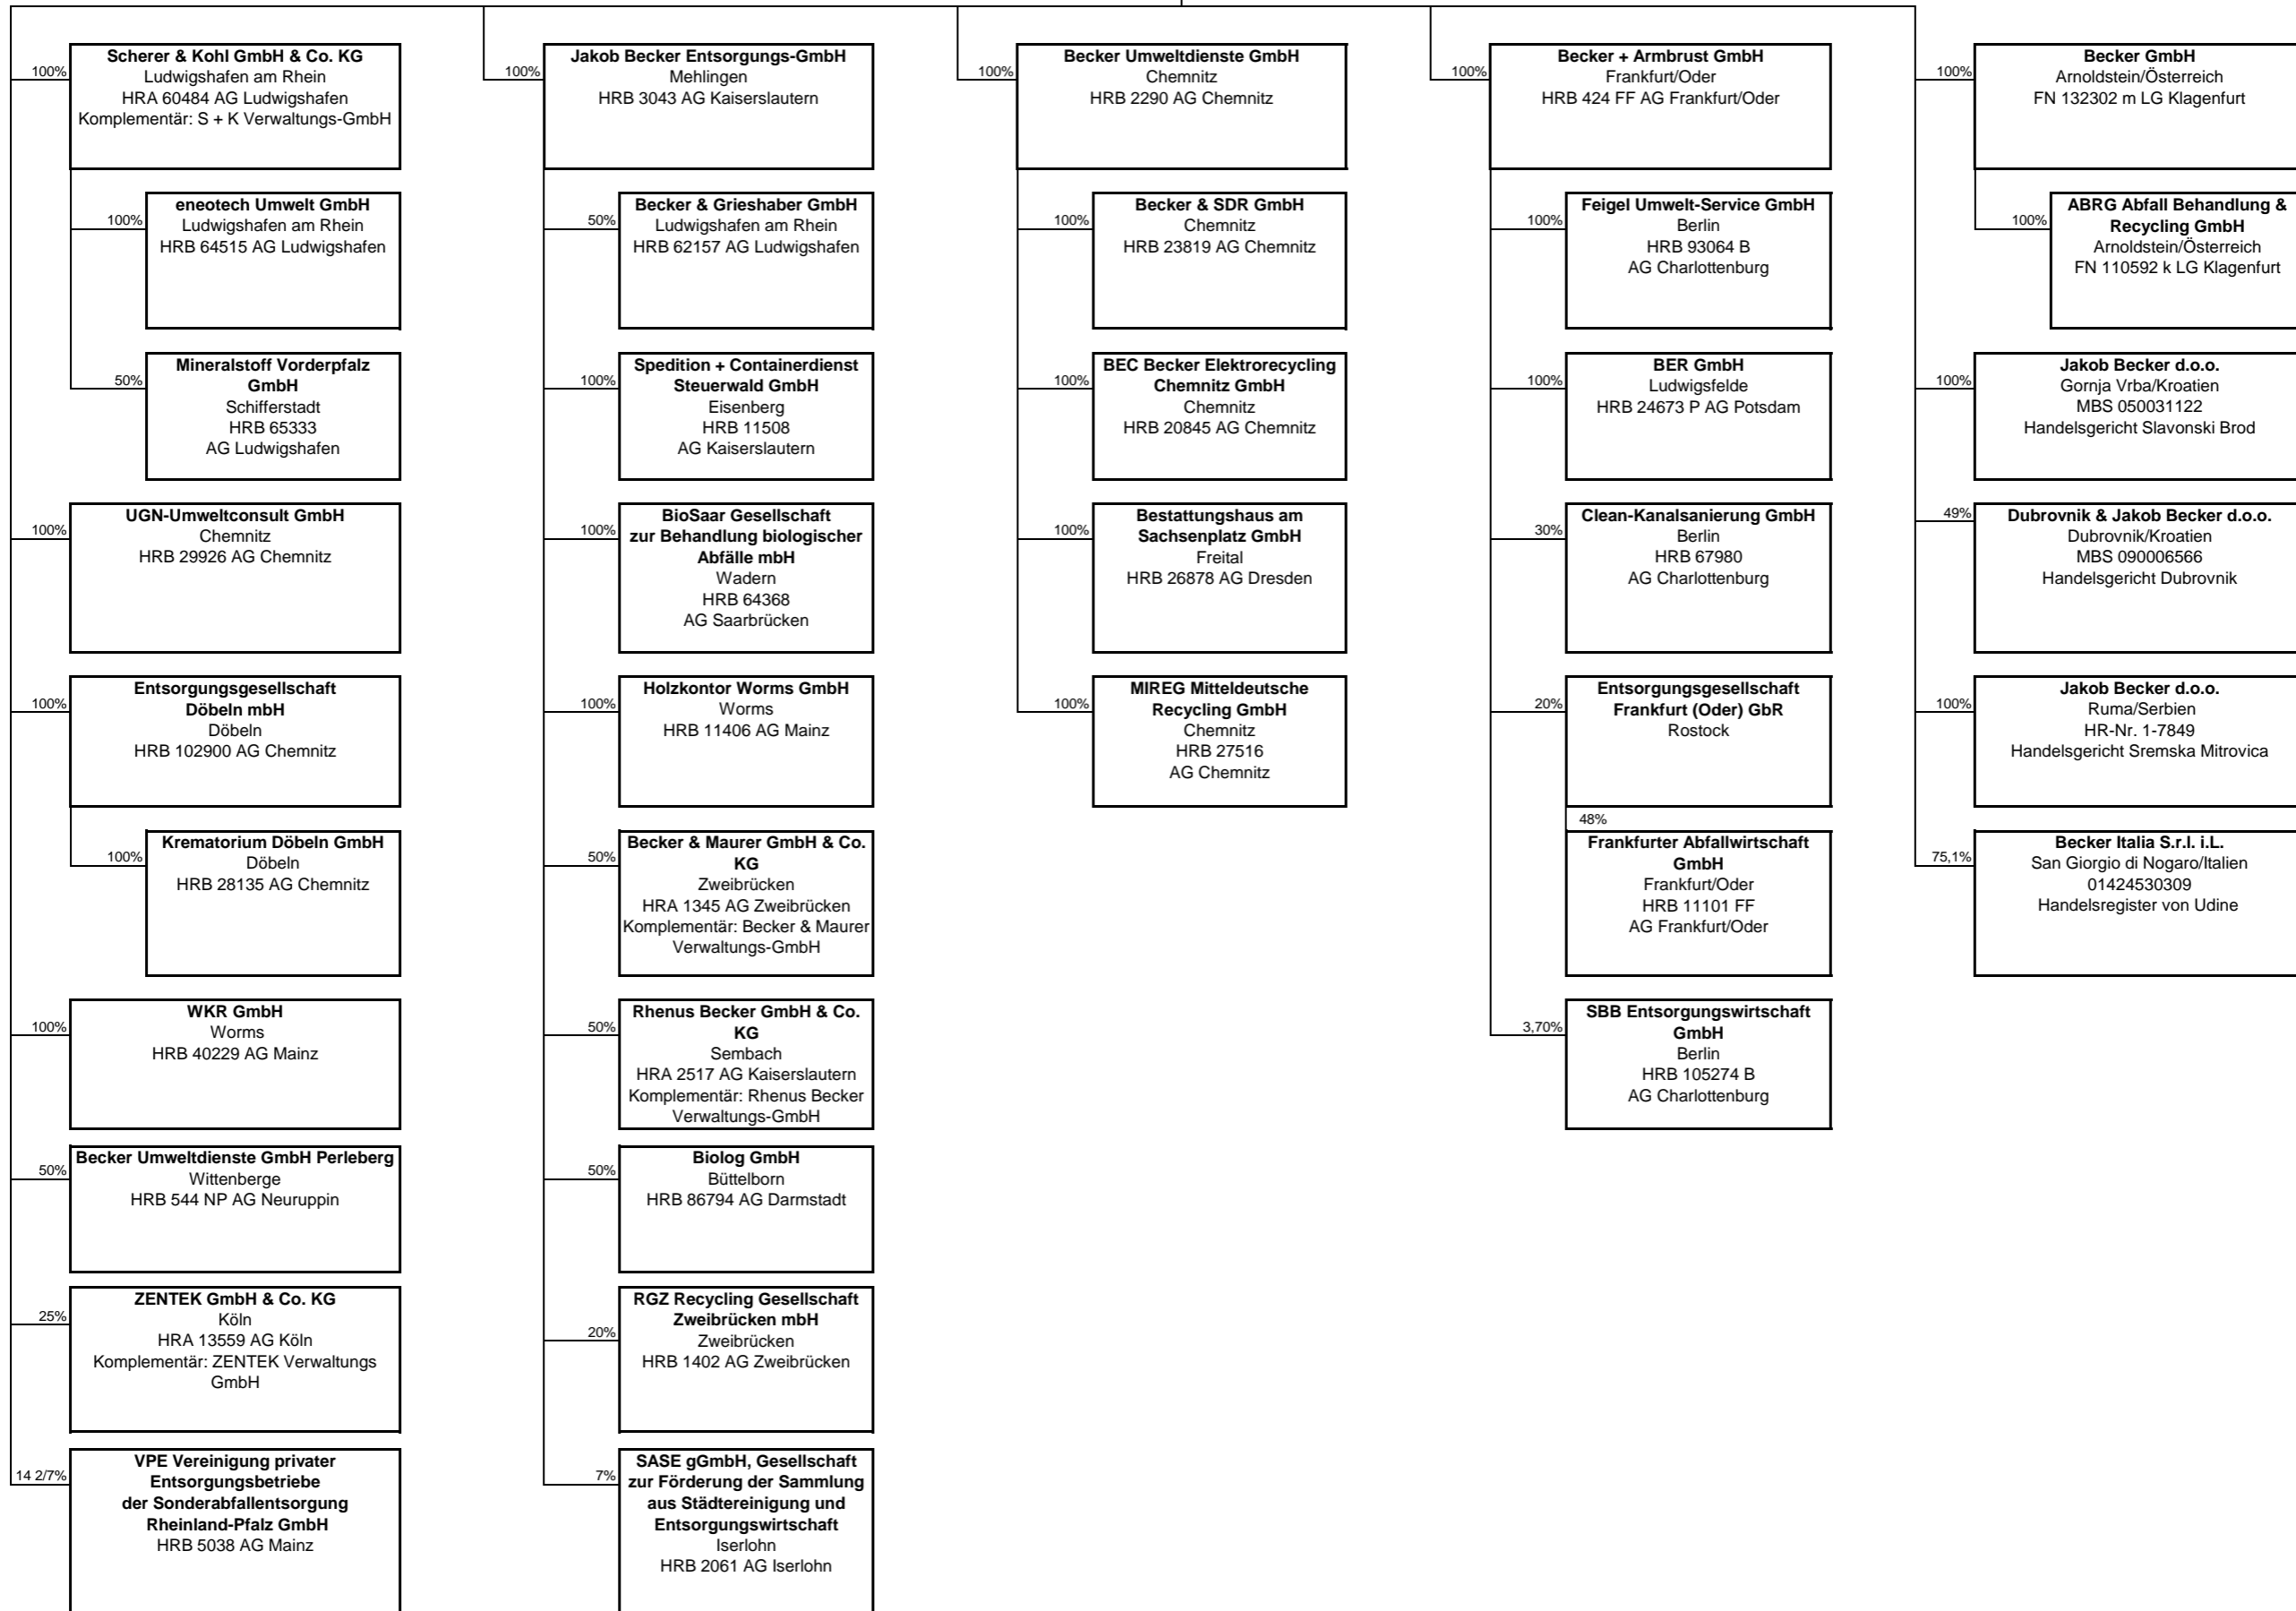 100%
Scherer & Kohl GmbH & Co. KG
Ludwigshafen am Rhein
HRA 60484 AG Ludwigshafen
Komplementär: S + K Verwaltungs-GmbH
100%
eneotech Umwelt GmbH
Ludwigshafen am Rhein
HRB 64515 AG Ludwigshafen
50%
Mineralstoff Vorderpfalz
GmbH
Schifferstadt
HRB 65333
AG Ludwigshafen
100%
UGN-Umweltconsult GmbH
Chemnitz
HRB 29926 AG Chemnitz
100%
Entsorgungsgesellschaft
Döbeln mbH
Döbeln
HRB 102900 AG Chemnitz
100%
Krematorium Döbeln GmbH
Döbeln
HRB 28135 AG Chemnitz
100%
WKR GmbH
Worms
HRB 40229 AG Mainz
50%
Becker Umweltdienste GmbH Perleberg
Wittenberge
HRB 544 NP AG Neuruppin
25%
ZENTEK GmbH & Co. KG
Köln
HRA 13559 AG Köln
Komplementär: ZENTEK Verwaltungs
GmbH
14 2/7%
VPE Vereinigung privater
Entsorgungsbetriebe
der Sonderabfallentsorgung
Rheinland-Pfalz GmbH
HRB 5038 AG Mainz
100%
Jakob Becker Entsorgungs-GmbH
Mehlingen
HRB 3043 AG Kaiserslautern
50%
Becker & Grieshaber GmbH
Ludwigshafen am Rhein
HRB 62157 AG Ludwigshafen
100%
Spedition + Containerdienst
Steuerwald GmbH
Eisenberg
HRB 11508
AG Kaiserslautern
100%
BioSaar Gesellschaft
zur Behandlung biologischer
Abfälle mbH
Wadern
HRB 64368
AG Saarbrücken
100%
Holzkontor Worms GmbH
Worms
HRB 11406 AG Mainz
50%
Becker & Maurer GmbH & Co.
KG
Zweibrücken
HRA 1345 AG Zweibrücken
Komplementär: Becker & Maurer
Verwaltungs-GmbH
50%
Rhenus Becker GmbH & Co.
KG
Sembach
HRA 2517 AG Kaiserslautern
Komplementär: Rhenus Becker
Verwaltungs-GmbH
50%
Biolog GmbH
Büttelborn
HRB 86794 AG Darmstadt
20%
RGZ Recycling Gesellschaft
Zweibrücken mbH
Zweibrücken
HRB 1402 AG Zweibrücken
7%
SASE gGmbH, Gesellschaft
zur Förderung der Sammlung
aus Städtereinigung und
Entsorgungswirtschaft
Iserlohn
HRB 2061 AG Iserlohn
100%
Becker Umweltdienste GmbH
Chemnitz
HRB 2290 AG Chemnitz
100%
Becker & SDR GmbH
Chemnitz
HRB 23819 AG Chemnitz
100%
BEC Becker Elektrorecycling
Chemnitz GmbH
Chemnitz
HRB 20845 AG Chemnitz
100%
Bestattungshaus am
Sachsenplatz GmbH
Freital
HRB 26878 AG Dresden
100%
MIREG Mitteldeutsche
Recycling GmbH
Chemnitz
HRB 27516
AG Chemnitz
100%
Becker + Armbrust GmbH
Frankfurt/Oder
HRB 424 FF AG Frankfurt/Oder
100%
Feigel Umwelt-Service GmbH
Berlin
HRB 93064 B
AG Charlottenburg
100%
BER GmbH
Ludwigsfelde
HRB 24673 P AG Potsdam
30%
Clean-Kanalsanierung GmbH
Berlin
HRB 67980
AG Charlottenburg
20%
Entsorgungsgesellschaft
Frankfurt (Oder) GbR
Rostock
48%
Frankfurter Abfallwirtschaft
GmbH
Frankfurt/Oder
HRB 11101 FF
AG Frankfurt/Oder
3,70%
SBB Entsorgungswirtschaft
GmbH
Berlin
HRB 105274 B
AG Charlottenburg
100%
Becker GmbH
Arnoldstein/Österreich
FN 132302 m LG Klagenfurt
100%
ABRG Abfall Behandlung &
Recycling GmbH
Arnoldstein/Österreich
FN 110592 k LG Klagenfurt
100%
Jakob Becker d.o.o.
Gornja Vrba/Kroatien
MBS 050031122
Handelsgericht Slavonski Brod
49%
Dubrovnik & Jakob Becker d.o.o.
Dubrovnik/Kroatien
MBS 090006566
Handelsgericht Dubrovnik
100%
Jakob Becker d.o.o.
Ruma/Serbien
HR-Nr. 1-7849
Handelsgericht Sremska Mitrovica
75,1%
Becker Italia S.r.l. i.L.
San Giorgio di Nogaro/Italien
01424530309
Handelsregister von Udine